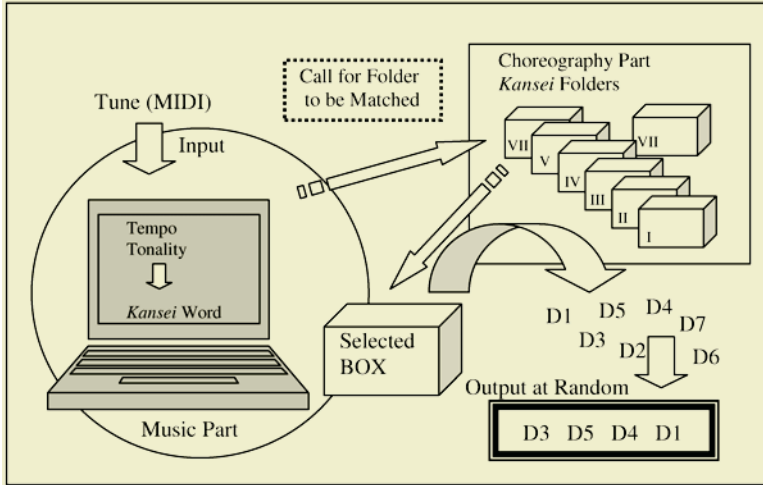 Tune (MIDI)
Input
Tempo
Tonality
Kansei Word
Music Part
Call for Folder
to be Matched
Choreography Part
Kansei Folders
VII
V
IV
III
II
I
VII
Selected
BOX
D1 D5 D4
D7
D3
D2
D6
Output at Random
D3 D5 D4 D1